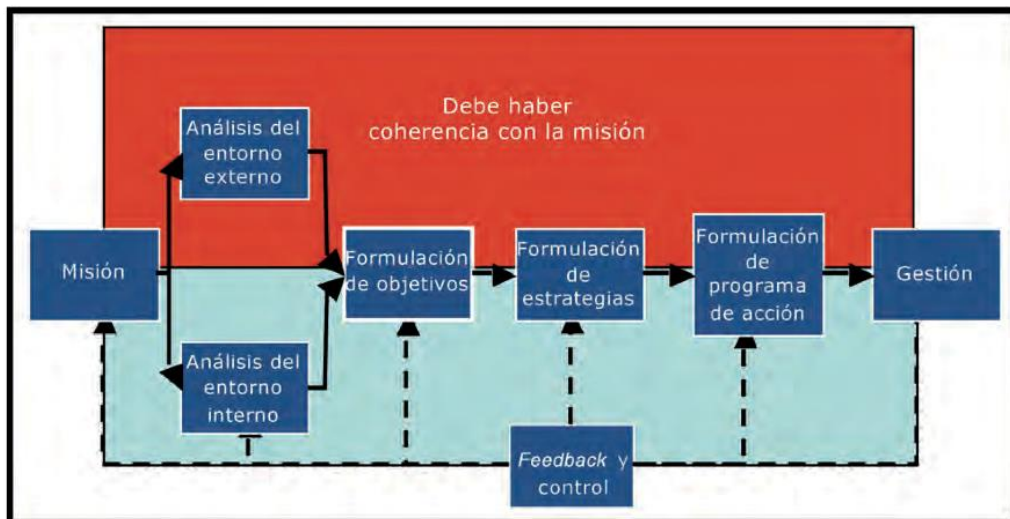 Debe haber
coherencia con la misión
Análisis del
entorno
externo
Misión
Formulación
de objetivos
Formulación
de
estrategias
Formulación
de
programa
de acción
Gestión
Análisis del
entorno
interno
Feedback y
control